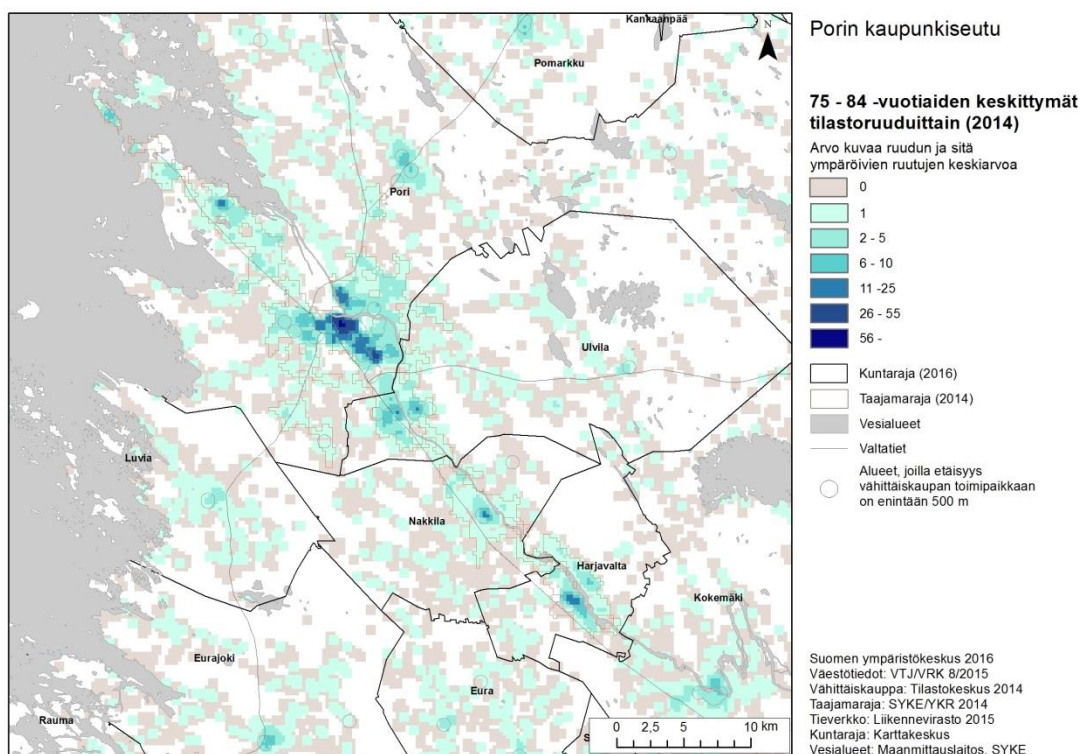 Porin kaupunkiseutu
75 - 84 -vuotiaiden keskittymät
tilastoruuduittain (2014)
Arvo kuvaa ruudun ja sitä
ympäröivien ruutujen keskiarvoa
0
1
2 - 5
6 - 10
11 -25
26 - 55
56 -
Kuntaraja (2016)
Taajamaraja (2014)
Vesialueet
Valtatiet
Alueet, joilla etäisyys
vähittäiskaupan toimipaikkaan
on enintään 500 m
Suomen ympäristökeskus 2016
Väestötiedot: VTJ/VRK 8/2015
Vähittäiskauppa: Tilastokeskus 2014
Taajamaraja: SYKE/YKR 2014
Tieverkko: Liikennevirasto 2015
Kuntaraja: Karttakeskus
Vesialueet: Maanmittauslaitos, SYKE
Kankaanpää
N
Pomarkku
Pori
Ulvila
Luvia
Nakkila
Harjavalta
Kokemäki
Eurajoki
Eura
Rauma
S
0 2,5 5 10 km